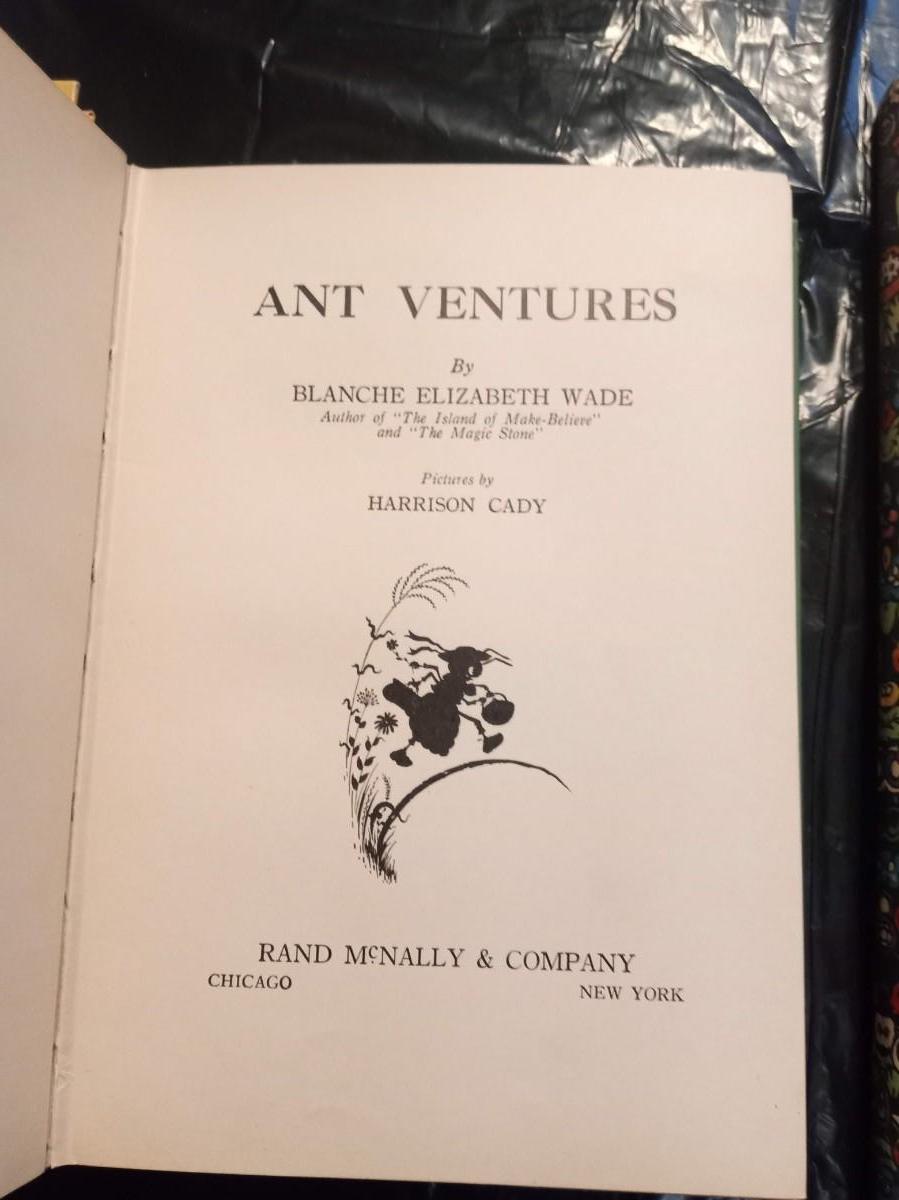 ANT VENTURES
By
BLANCHE ELIZABETH WADE
Author of "The Island of Make-Believe"
and "The Magic Stone"
Pictures by
HARRISON CADY
RAND McNALLY & COMPANY
CHICAGO NEW YORK